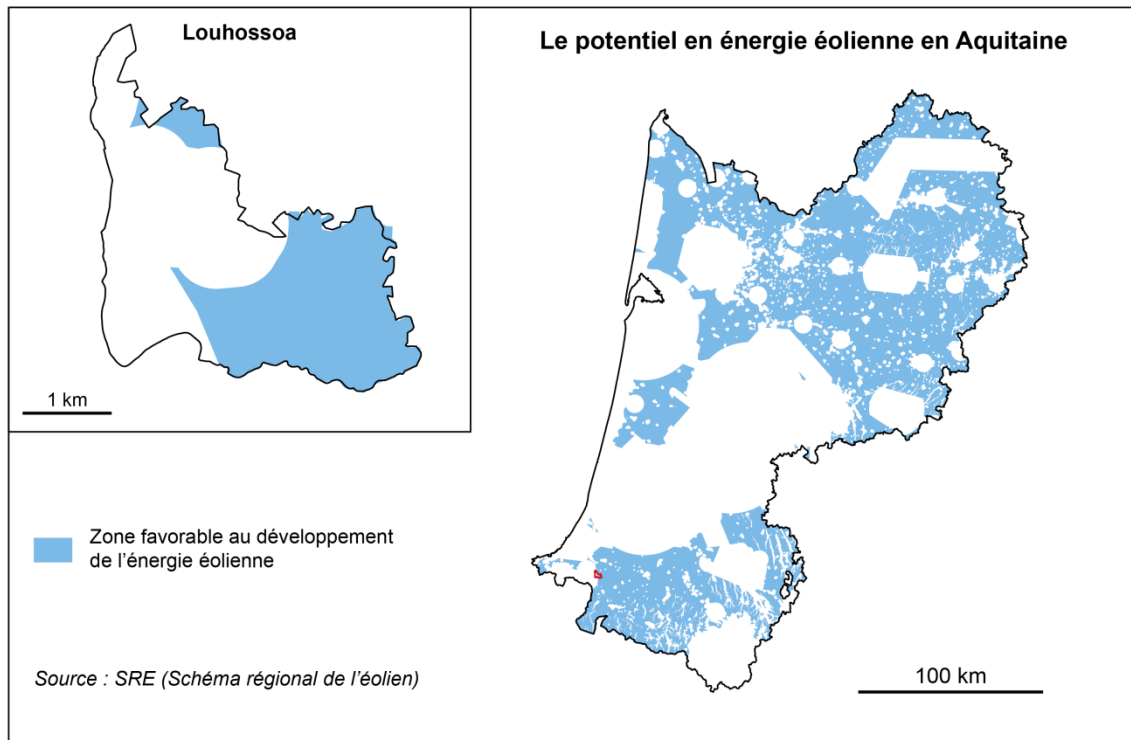 Louhossoa
1 km
Le potentiel en énergie éolienne en Aquitaine
Zone favorable au développement
de l'énergie éolienne
Source : SRE (Schéma régional de l'éolien)
100 km